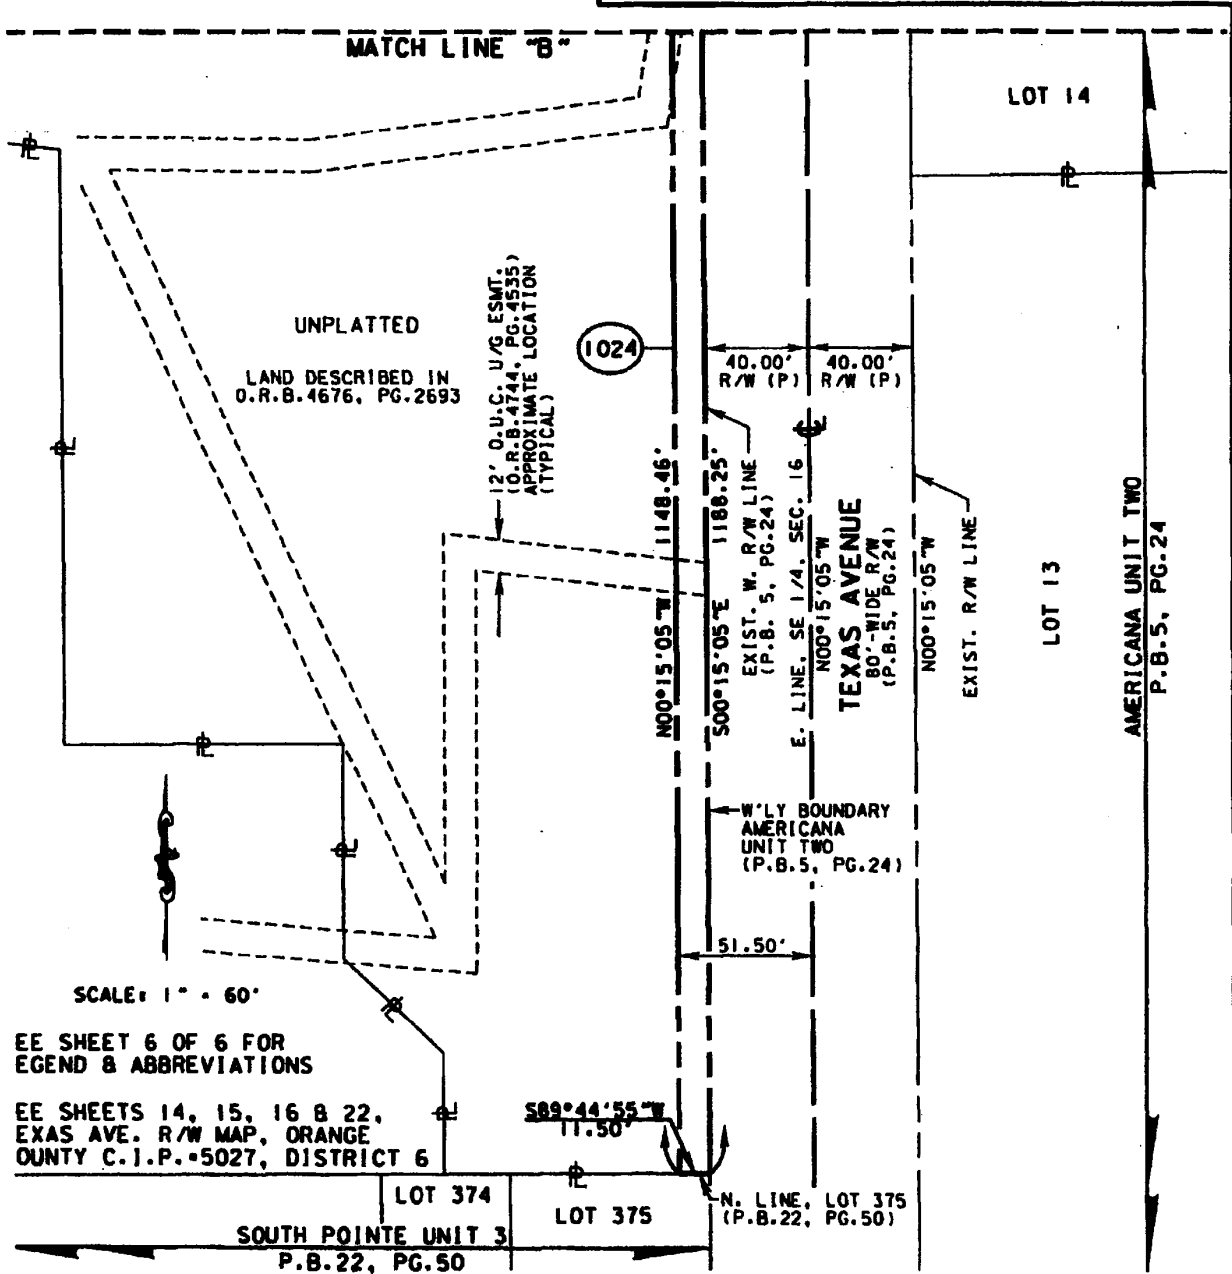 MATCH LINE "B"
LOT 14
UNPLATTED
LAND DESCRIBED IN
O.R.B.4676, PG.2693
12' O.U.C. U/G ESMT.
(O.R.B.4744, PG.4535)
APPROXIMATE LOCATION
(TYPICAL)
1024
40.00'
R/W (P)
40.00'
R/W (P)
N00°15'05"W 1148.46'
S00°15'05"E 1188.25'
EXIST. W. R/W LINE
(P.B. 5, PG.24)
E. LINE, SE 1/4, SEC. 16
N00°15'05"W
TEXAS AVENUE
80'-WIDE R/W
(P.B.5, PG.24)
N00°15'05"W
EXIST. R/W LINE
LOT 13
AMERICANA UNIT TWO
P.B.5, PG.24
W'LY BOUNDARY
AMERICANA
UNIT TWO
(P.B.5, PG.24)
51.50'
SCALE: 1" = 60'
EE SHEET 6 OF 6 FOR
EGEND & ABBREVIATIONS
EE SHEETS 14, 15, 16 & 22,
EXAS AVE. R/W MAP, ORANGE
OUNTY C.I.P.#5027, DISTRICT 6
S89°44'55"W
11.50'
N. LINE, LOT 375
(P.B.22, PG.50)
LOT 374
LOT 375
SOUTH POINTE UNIT 3
P.B.22, PG.50